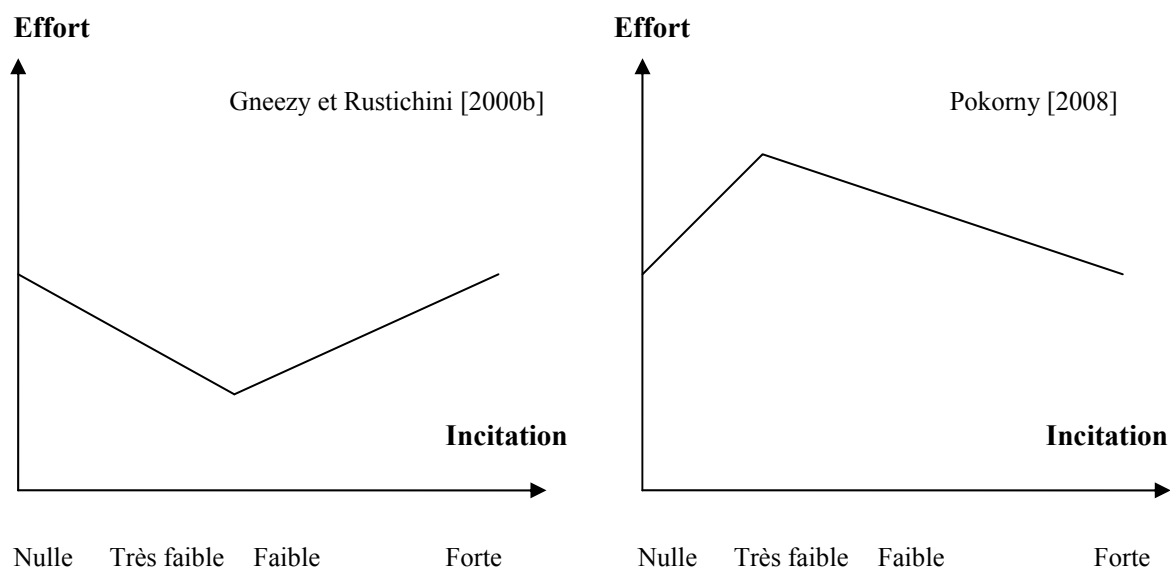 Effort
Gneezy et Rustichini [2000b]
Incitation
Nulle Très faible Faible Forte
Effort
Pokorny [2008]
Incitation
Nulle Très faible Faible Forte